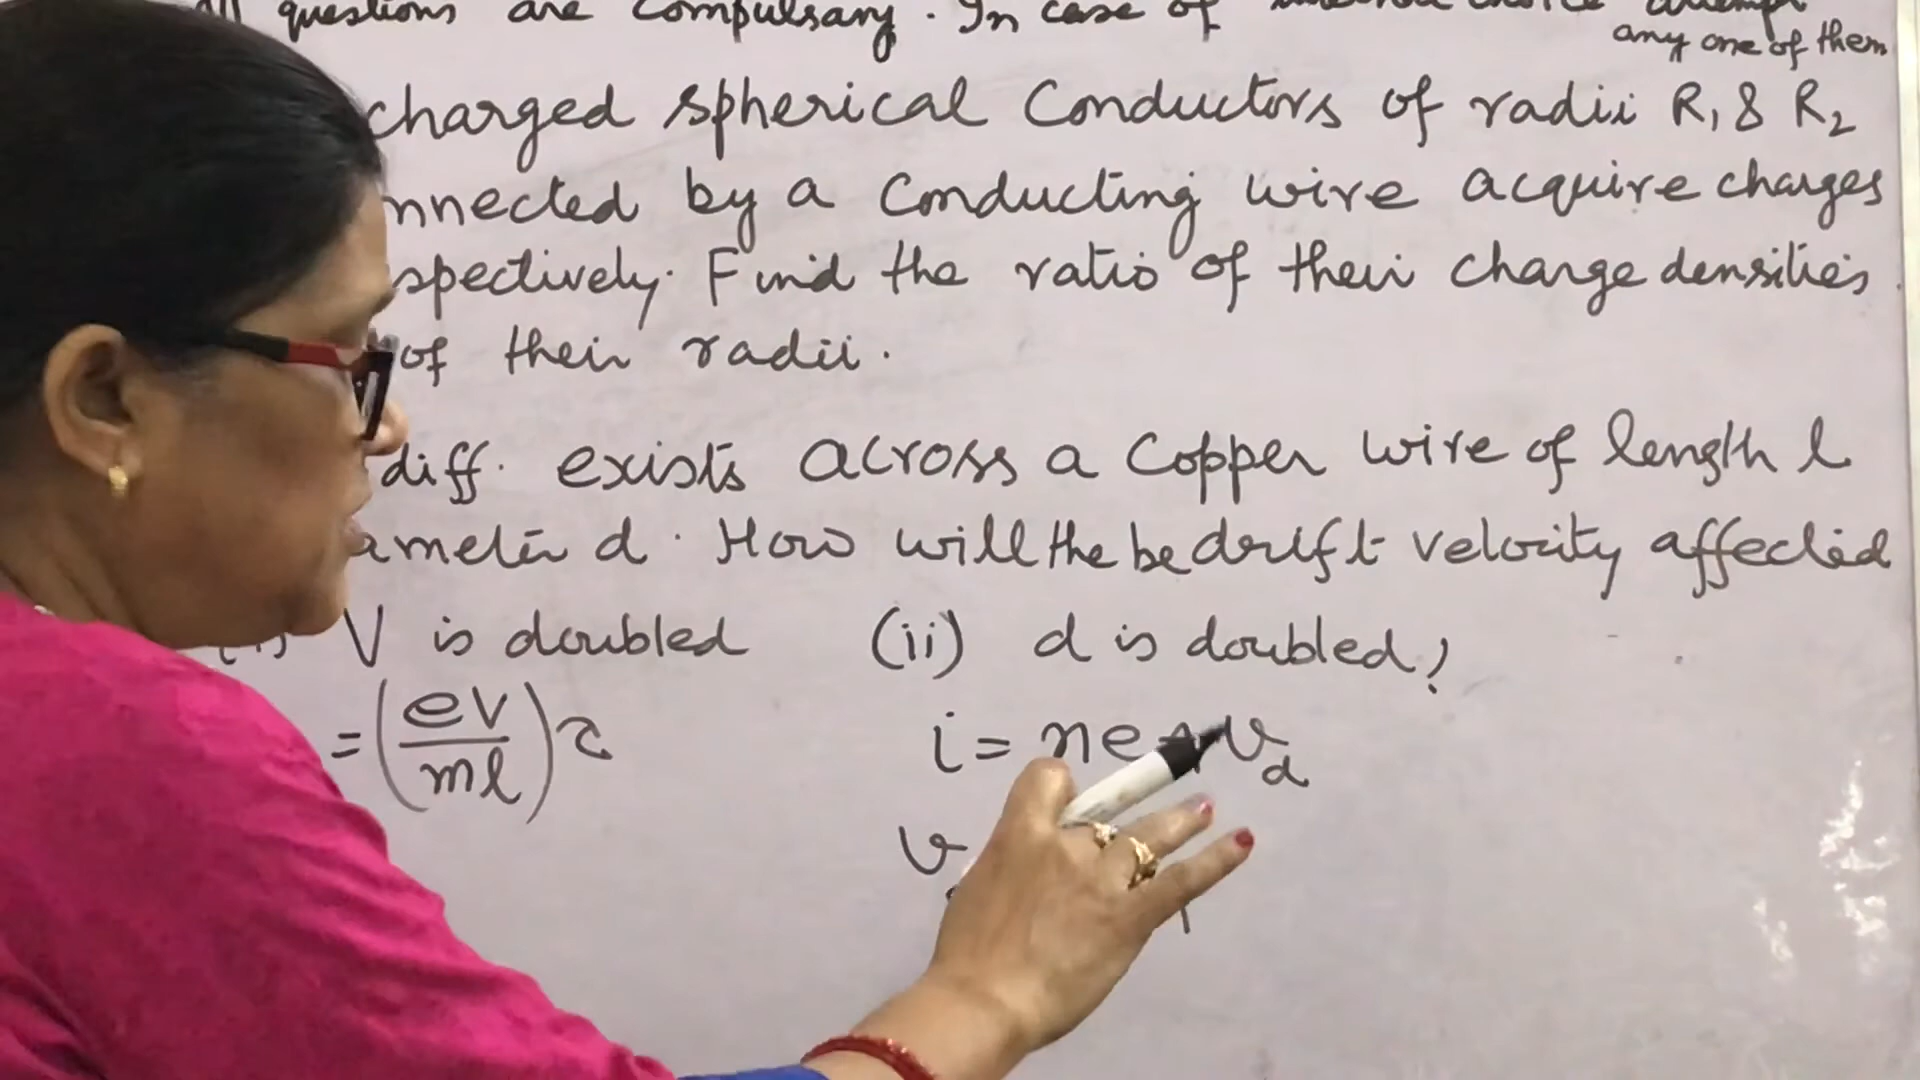 questions are compulsary. In case of
any one of them
charged spherical Conductors of radii R1 & R2
nnected by a Conducting wire acquire charges
spectively. Find the ratio of their charge densities.
of their radii.
diff. exists across a Copper wire of length l
ameter d. How will the be drift velocity affected
V is doubled (ii) d is doubled?
= (eV/ml)τ i = neAvd
v